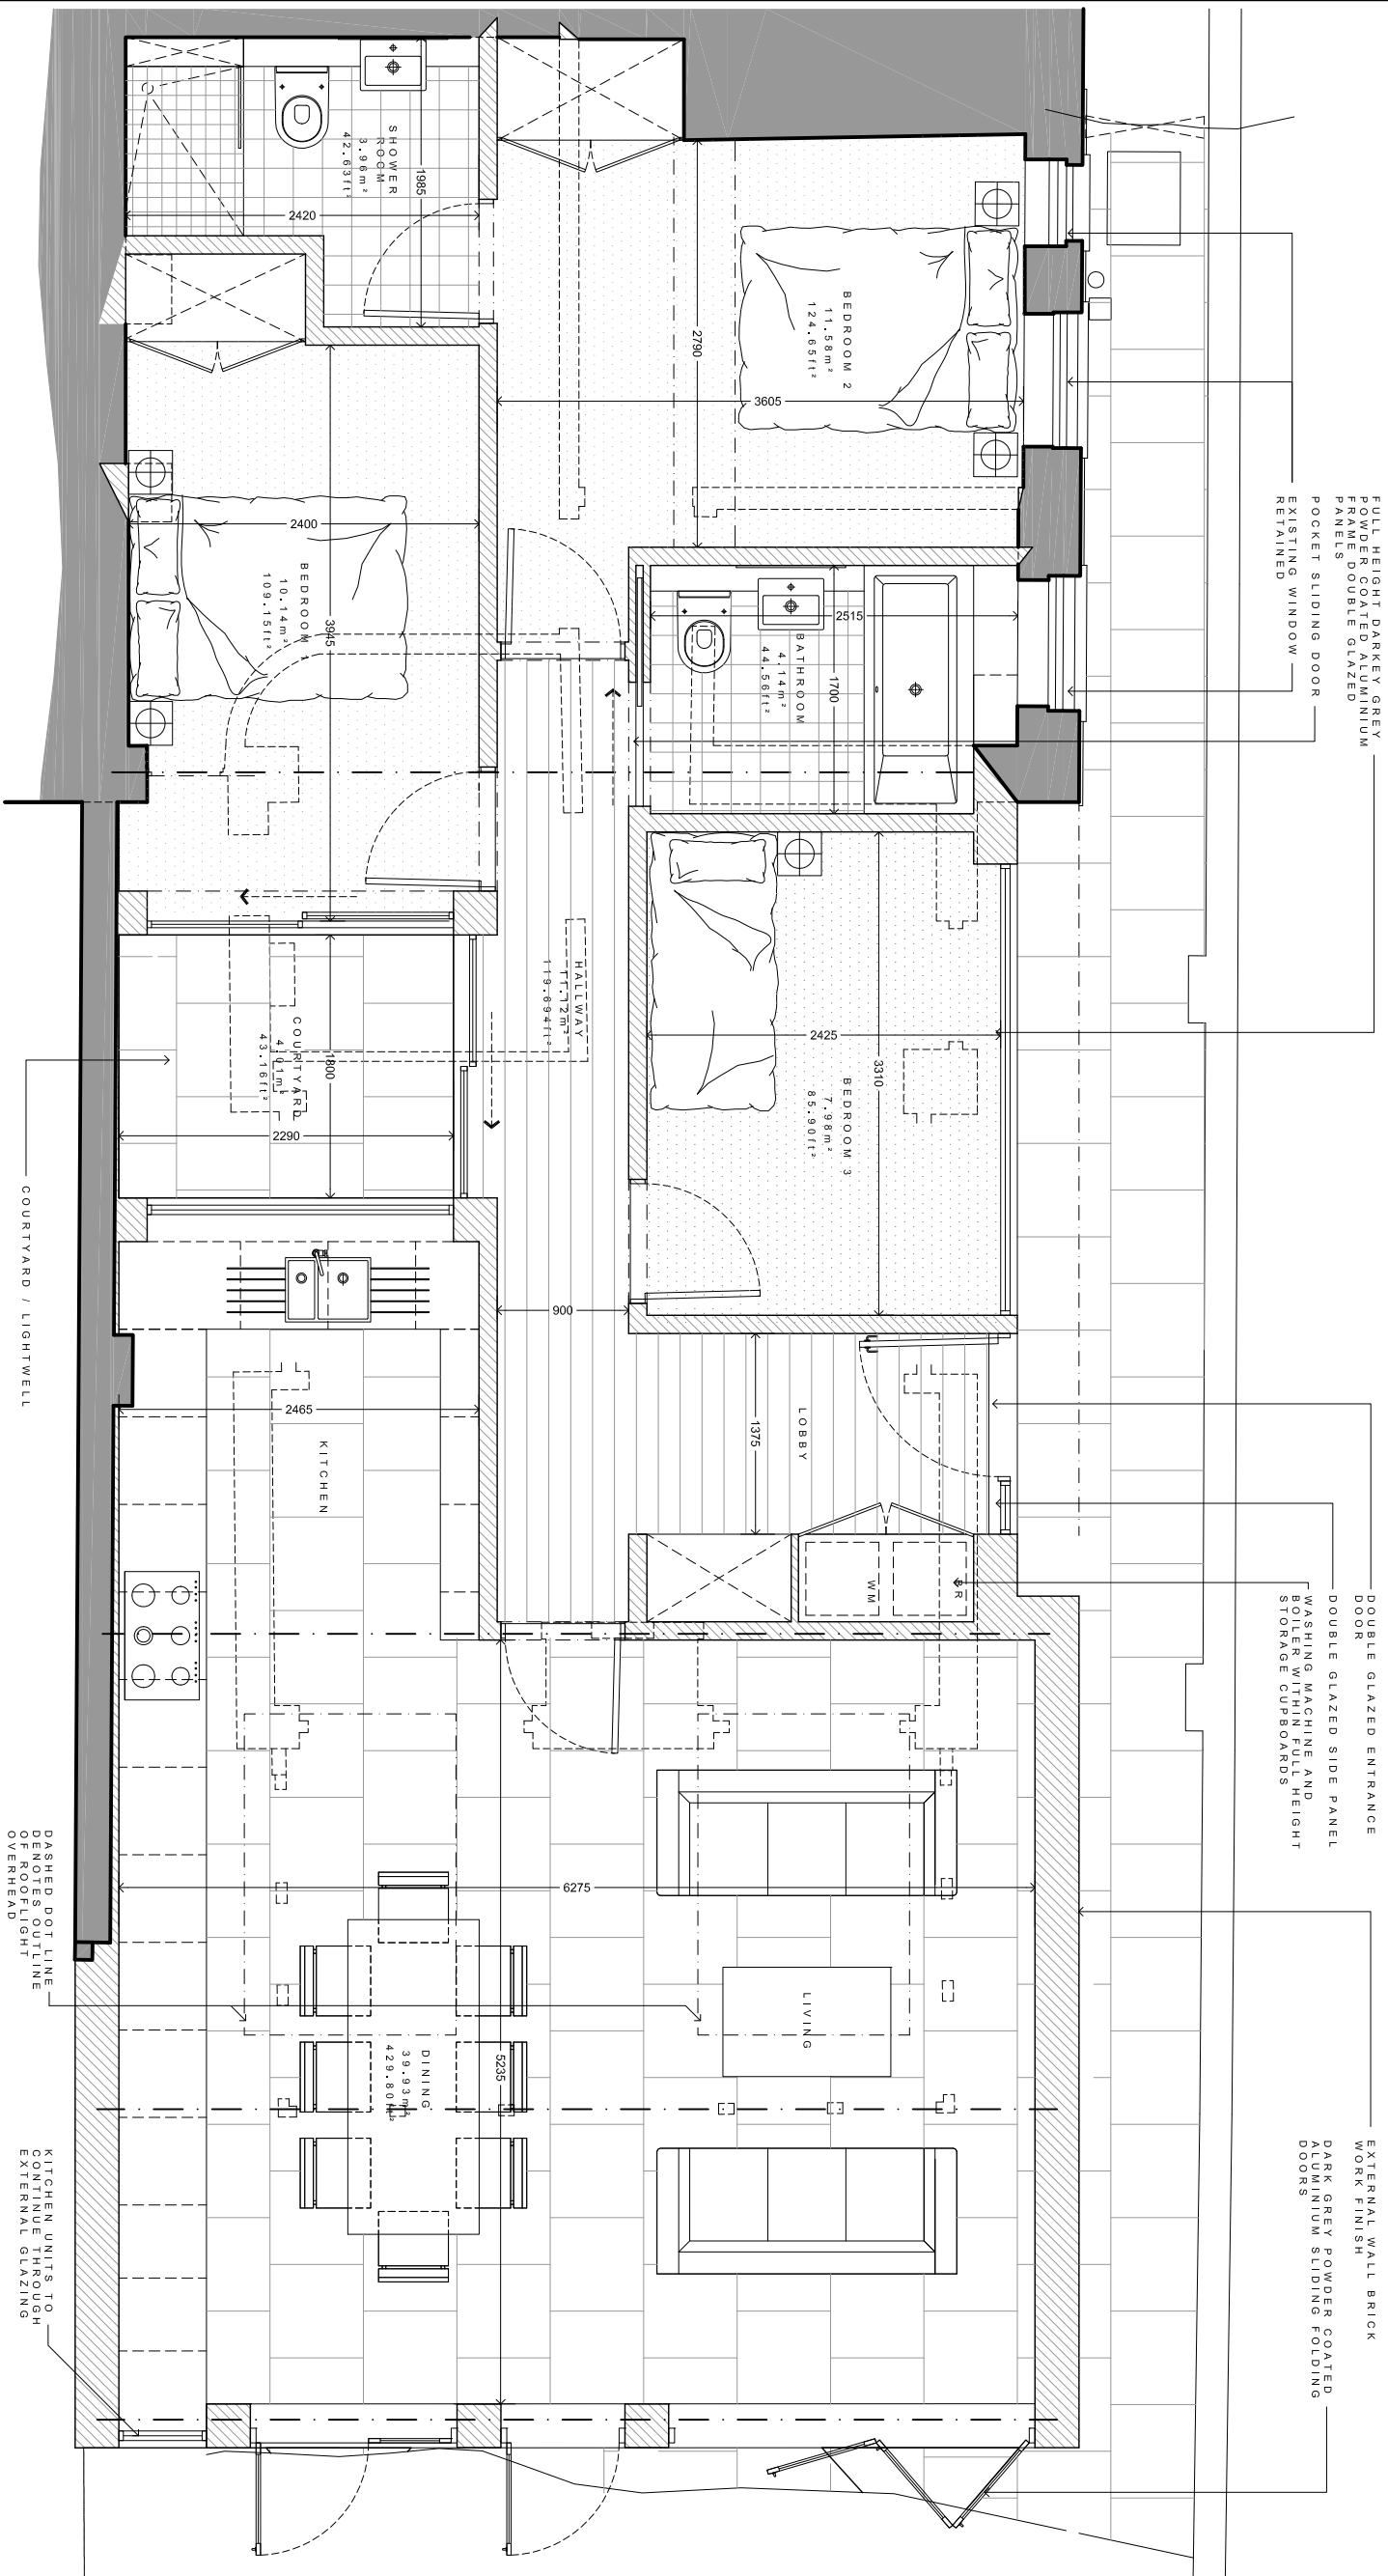 FULL HEIGHT DARKEY GREY
POWDER COATED ALUMINIUM
FRAME DOUBLE GLAZED
PANELS
POCKET SLIDING DOOR
EXISTING WINDOW
RETAINED
DOUBLE GLAZED ENTRANCE
DOOR
DOUBLE GLAZED SIDE PANEL
WASHING MACHINE AND
BOILER WITHIN FULL HEIGHT
STORAGE CUPBOARDS
EXTERNAL WALL BRICK
WORK FINISH
DARK GREY POWDER COATED
ALUMINIUM SLIDING FOLDING
DOORS
SHOWER
ROOM
3.96m²
42.63ft²
1985
2420
BEDROOM 2
11.58m²
124.65ft²
2790
3605
BEDROOM
10.14m²
109.15ft²
2400
3945
BATHROOM
4.14m²
44.56ft²
2515
1700
HALLWAY
11.12m²
119.694ft²
900
BEDROOM 3
7.98m²
85.90ft²
2425
3310
COURTYARD
4.01m²
43.16ft²
1800
2290
LOBBY
1375
WM
BR
KITCHEN
2465
LIVING
6275
5235
DINING
39.93m²
429.80ft²
COURTYARD / LIGHTWELL
DASHED DOT LINE
DENOTES OUTLINE
OF ROOFLIGHT
OVERHEAD
KITCHEN UNITS TO
CONTINUE THROUGH
EXTERNAL GLAZING